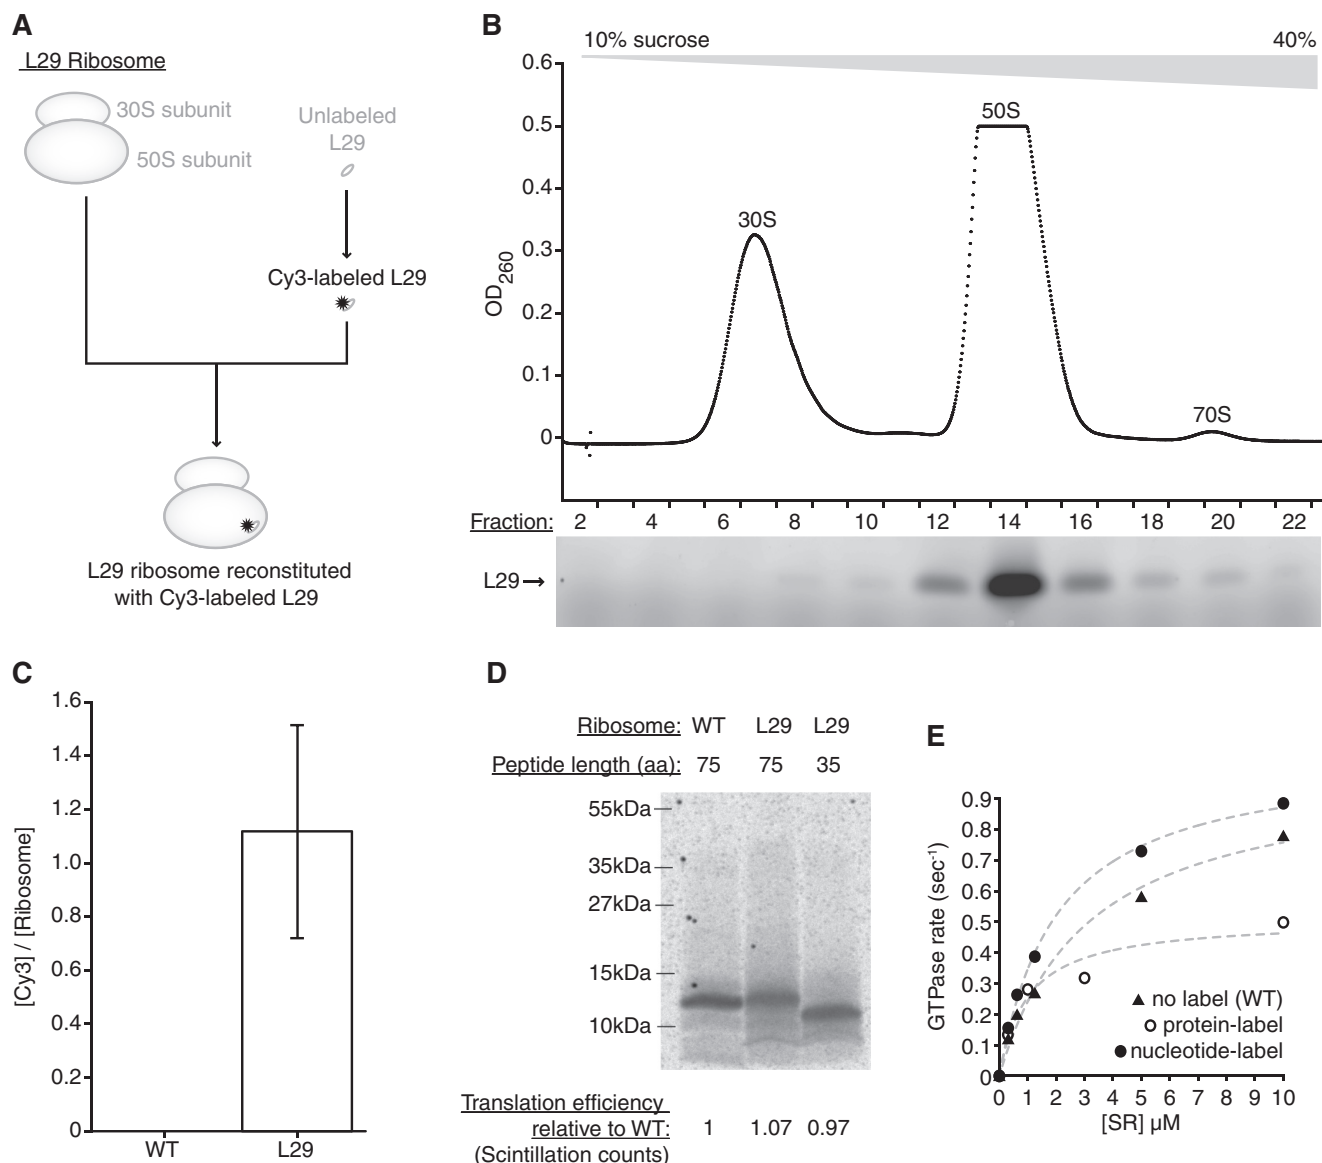 A
L29 Ribosome
30S subunit
50S subunit
Unlabeled
L29
Cy3-labeled L29
L29 ribosome reconstituted
with Cy3-labeled L29
B
10% sucrose
40%
0.6
0.5
0.4
0.3
0.2
0.1
0
OD260
30S
50S
70S
Fraction: 2 4 6 8 10 12 14 16 18 20 22
L29
C
1.6
1.4
1.2
1.0
0.8
0.6
0.4
0.2
0
[Cy3] / [Ribosome]
WT L29
D
Ribosome: WT L29 L29
Peptide length (aa): 75 75 35
55kDa
35kDa
27kDa
15kDa
10kDa
Translation efficiency
relative to WT: 1 1.07 0.97
(Scintillation counts)
E
0.9
0.8
0.7
0.6
0.5
0.4
0.3
0.2
0.1
0
GTPase rate (sec-1)
no label (WT)
protein-label
nucleotide-label
0 1 2 3 4 5 6 7 8 9 10
[SR] µM